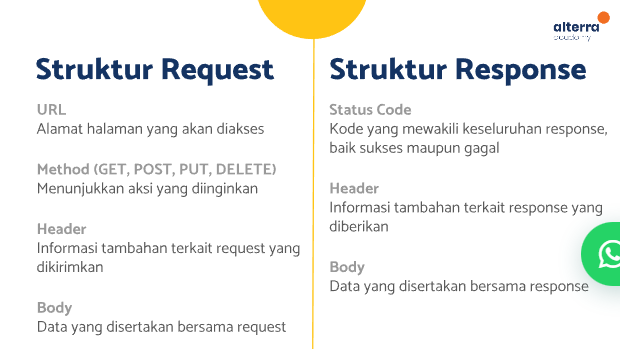 alterra
academy
Struktur Request
URL
Alamat halaman yang akan diakses
Method (GET, POST, PUT, DELETE)
Menunjukkan aksi yang diinginkan
Header
Informasi tambahan terkait request yang
dikirimkan
Body
Data yang disertakan bersama request
Struktur Response
Status Code
Kode yang mewakili keseluruhan response,
baik sukses maupun gagal
Header
Informasi tambahan terkait response yang
diberikan
Body
Data yang disertakan bersama response